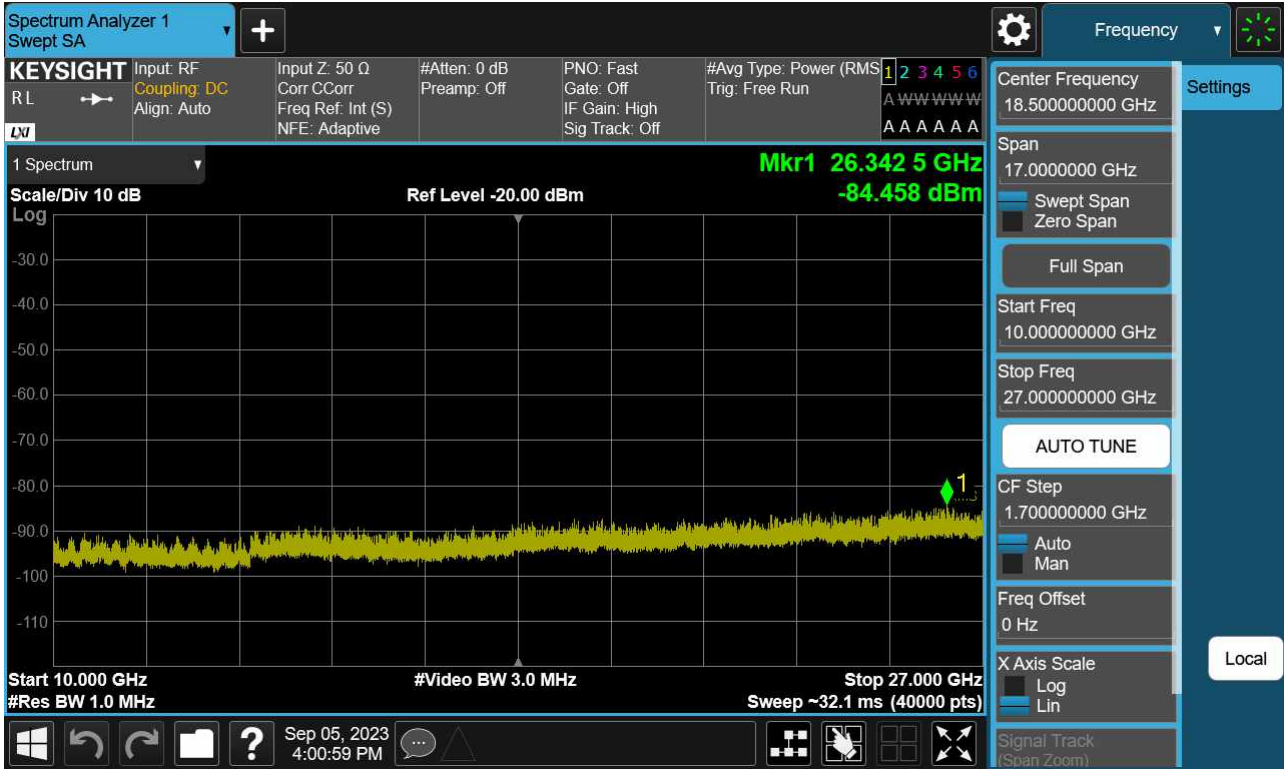 Spectrum Analyzer 1
Swept SA
Frequency
KEYSIGHT
R L
LXI
Input: RF
Coupling: DC
Align: Auto
Input Z: 50 Ω
Corr CCorr
Freq Ref: Int (S)
NFE: Adaptive
#Atten: 0 dB
Preamp: Off
PNO: Fast
Gate: Off
IF Gain: High
Sig Track: Off
#Avg Type: Power (RMS
Trig: Free Run
1 2 3 4 5 6
A W W W W W
A A A A A A
1 Spectrum
Scale/Div 10 dB
Log
Ref Level -20.00 dBm
Mkr1 26.342 5 GHz
-84.458 dBm
-30.0
-40.0
-50.0
-60.0
-70.0
-80.0
-90.0
-100
-110
1
Start 10.000 GHz
#Res BW 1.0 MHz
#Video BW 3.0 MHz
Stop 27.000 GHz
Sweep ~32.1 ms (40000 pts)
Center Frequency
18.500000000 GHz
Span
17.0000000 GHz
Swept Span
Zero Span
Full Span
Start Freq
10.000000000 GHz
Stop Freq
27.000000000 GHz
AUTO TUNE
CF Step
1.700000000 GHz
Auto
Man
Freq Offset
0 Hz
X Axis Scale
Log
Lin
Signal Track
(Span Zoom)
Settings
Local
?
Sep 05, 2023
4:00:59 PM